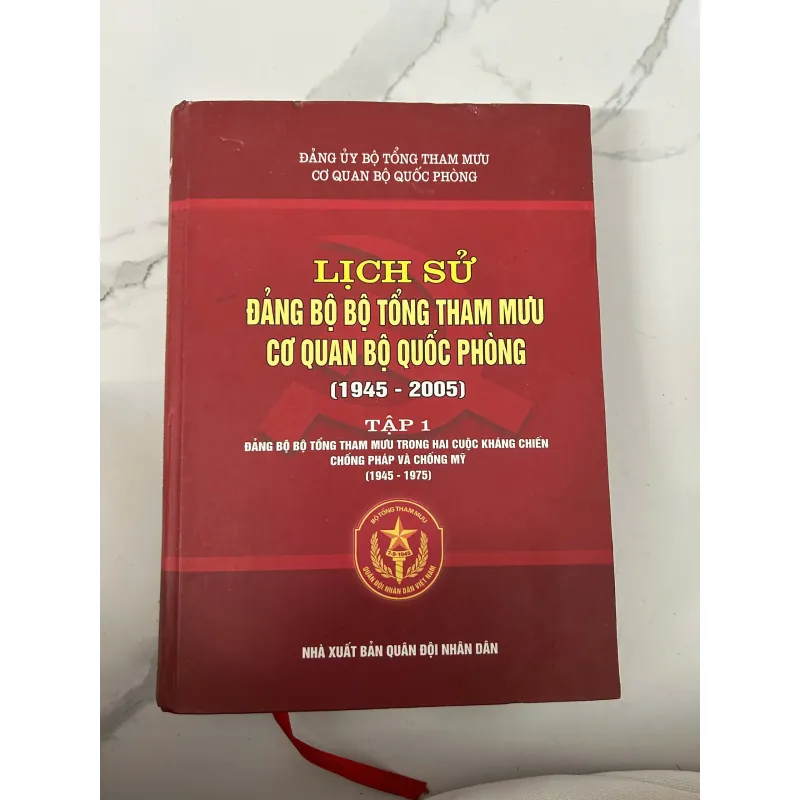 ĐẢNG ỦY BỘ TỔNG THAM MƯU
CƠ QUAN BỘ QUỐC PHÒNG
LỊCH SỬ
ĐẢNG BỘ BỘ TỔNG THAM MƯU
CƠ QUAN BỘ QUỐC PHÒNG
(1945 - 2005)
TẬP 1
ĐẢNG BỘ BỘ TỔNG THAM MƯU TRONG HAI CUỘC KHÁNG CHIẾN
CHỐNG PHÁP VÀ CHỐNG MỸ
(1945 - 1975)
BỘ TỔNG THAM MƯU
7-9-1945
QUÂN ĐỘI NHÂN DÂN VIỆT NAM
NHÀ XUẤT BẢN QUÂN ĐỘI NHÂN DÂN